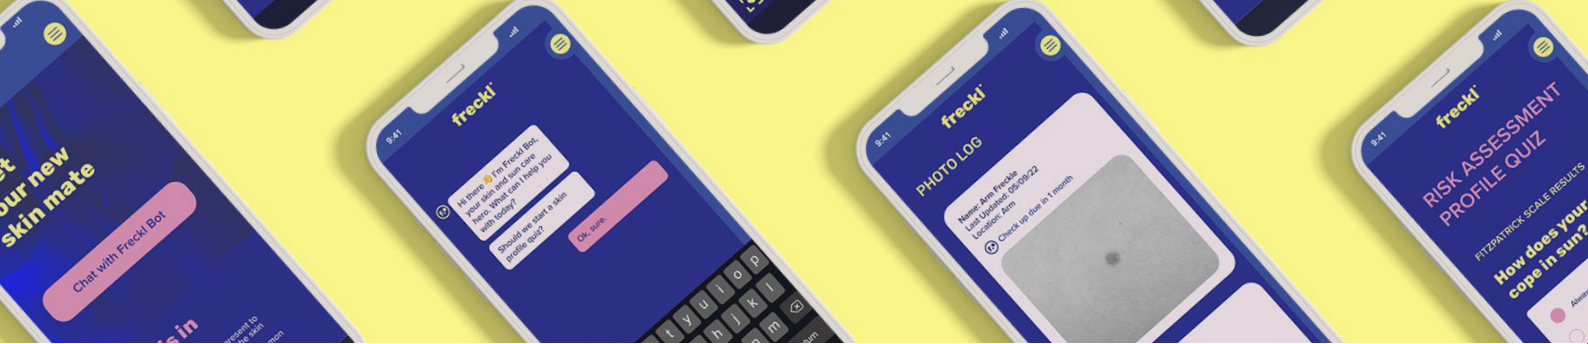 our new
skin mate
Chat with Freckl Bot
s in
present to
the skin
mon
9:41
freckl
Hi there 👋 I'm Freckl Bot,
your skin and sun care
hero. What can I help you
with today?
Should we start a skin
profile quiz?
Ok, sure.
t y u i o p
h j k l
m
9:41
freckl
PHOTO LOG
Name: Arm Freckle
Last Updated: 05/09/22
Location: Arm
Check up due in 1 month
9:41
freckl
RISK ASSESSMENT
PROFILE QUIZ
FITZPATRICK SCALE RESULTS
How does your
cope in sun?